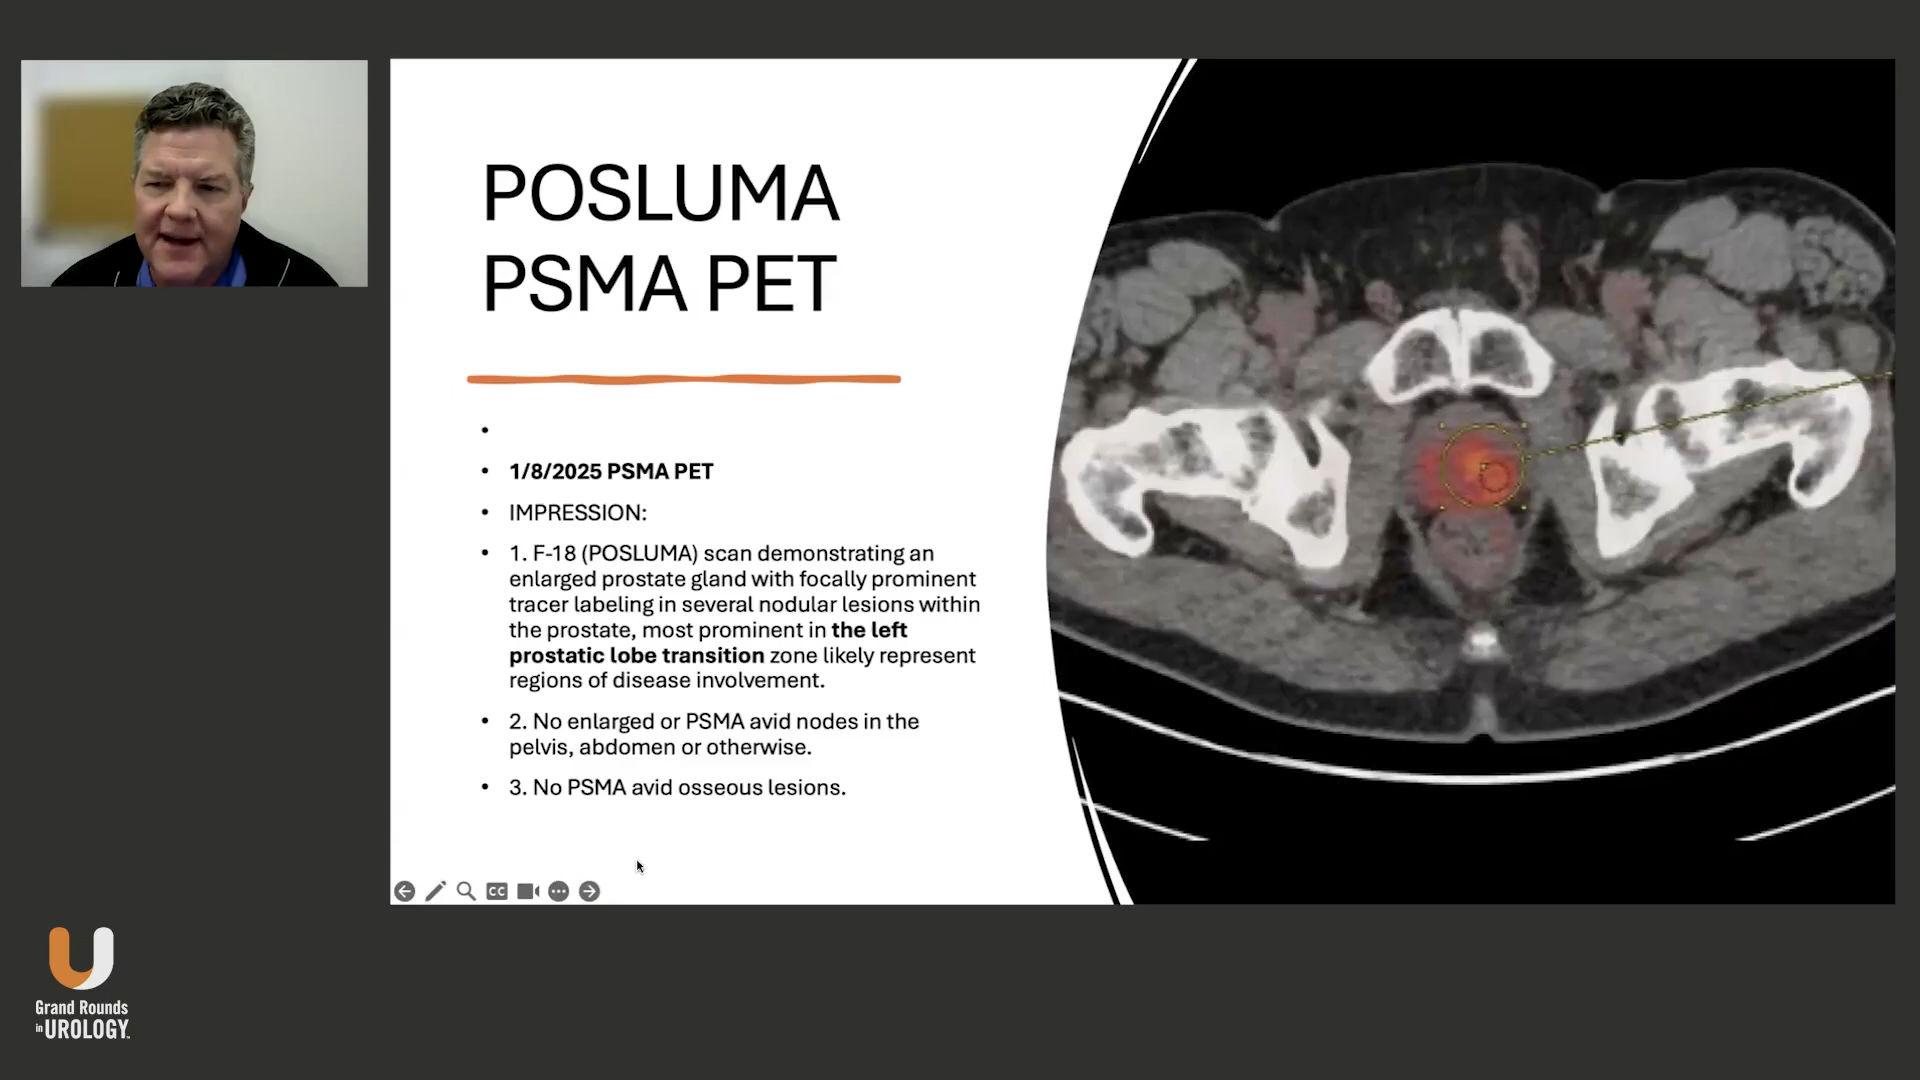 POSLUMA
PSMA PET
1/8/2025 PSMA PET
IMPRESSION:
1. F-18 (POSLUMA) scan demonstrating an
enlarged prostate gland with focally prominent
tracer labeling in several nodular lesions within
the prostate, most prominent in the left
prostatic lobe transition zone likely represent
regions of disease involvement.
2. No enlarged or PSMA avid nodes in the
pelvis, abdomen or otherwise.
3. No PSMA avid osseous lesions.
CC
U
Grand Rounds
in UROLOGY™